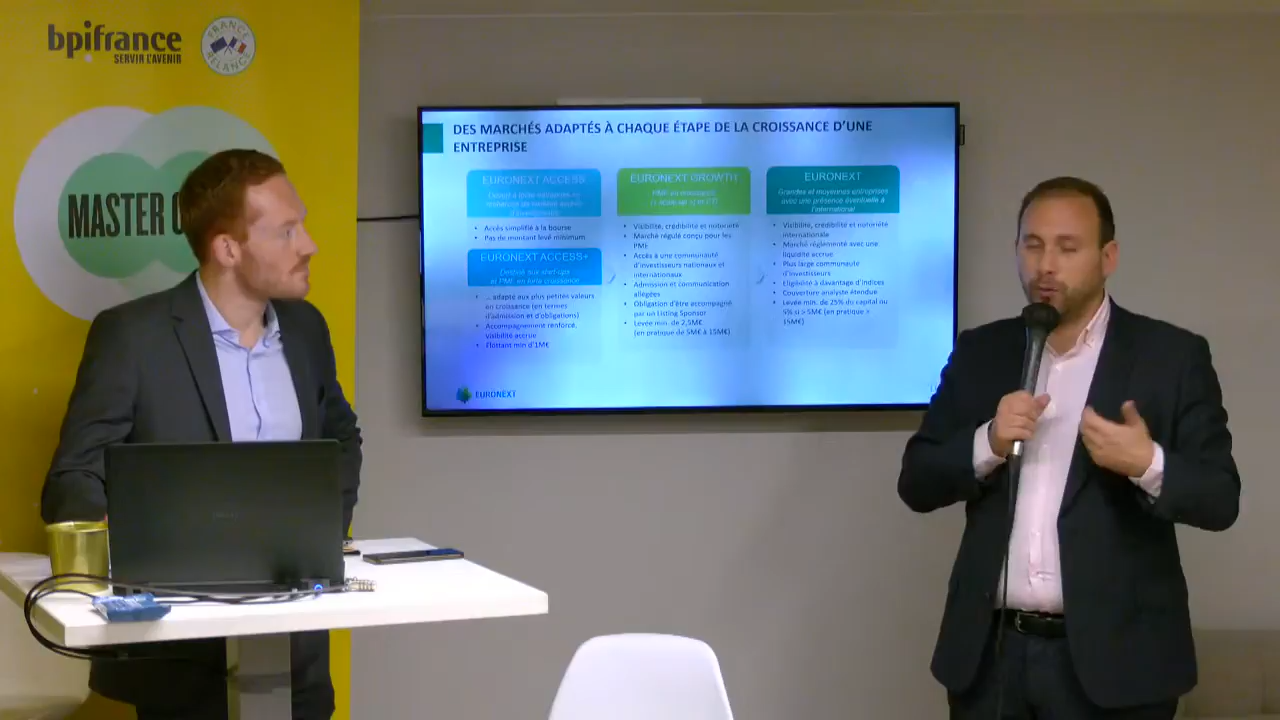 bpifrance
SERVIR L'AVENIR
FRANCE
RELANCE
MASTER
DES MARCHÉS ADAPTÉS À CHAQUE ÉTAPE DE LA CROISSANCE D'UNE
ENTREPRISE
EURONEXT ACCESS
• Accès simplifié à la bourse
• Pas de montant levé minimum
EURONEXT ACCESS+
Dédié aux start-ups
et PME en forte croissance
• ... adapté aux plus petites valeurs
en croissance (en termes
d'admission et d'obligations)
• Accompagnement renforcé,
visibilité accrue
• Flottant min d'1M€
EURONEXT GROWTH
PME en croissance
• Visibilité, crédibilité et notoriété
• Marché régulé conçu pour les
PME
• Accès à une communauté
d'investisseurs nationaux et
internationaux
• Admission et communication
allégées
• Obligation d'être accompagné
par un Listing Sponsor
• Levée min. de 2,5M€
(en pratique de 5M€ à 15M€)
EURONEXT
Grandes et moyennes entreprises
avec une présence éventuelle à
l'international
• Visibilité, crédibilité et notoriété
internationale
• Marché réglementé avec une
liquidité accrue
• Plus large communauté
d'investisseurs
• Eligibilité à davantage d'indices
• Couverture analyste étendue
• Levée min. de 25% du capital ou
5% si > 5M€ (en pratique >
15M€)
EURONEXT